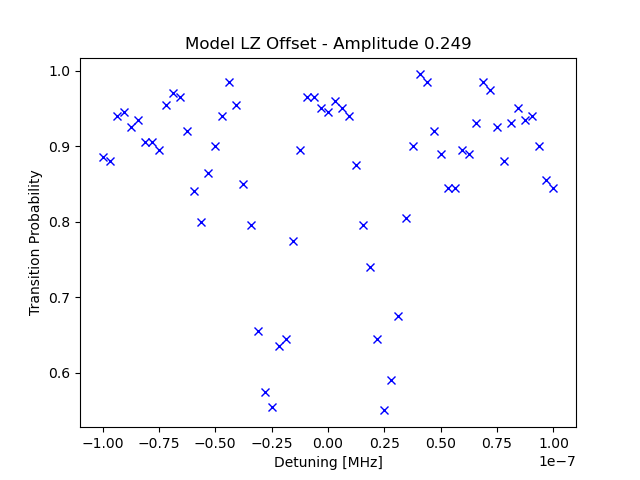 Model LZ Offset - Amplitude 0.249
1.0
0.9
0.8
0.7
0.6
Transition Probability
−1.00 −0.75 −0.50 −0.25 0.00 0.25 0.50 0.75 1.00
1e−7
Detuning [MHz]